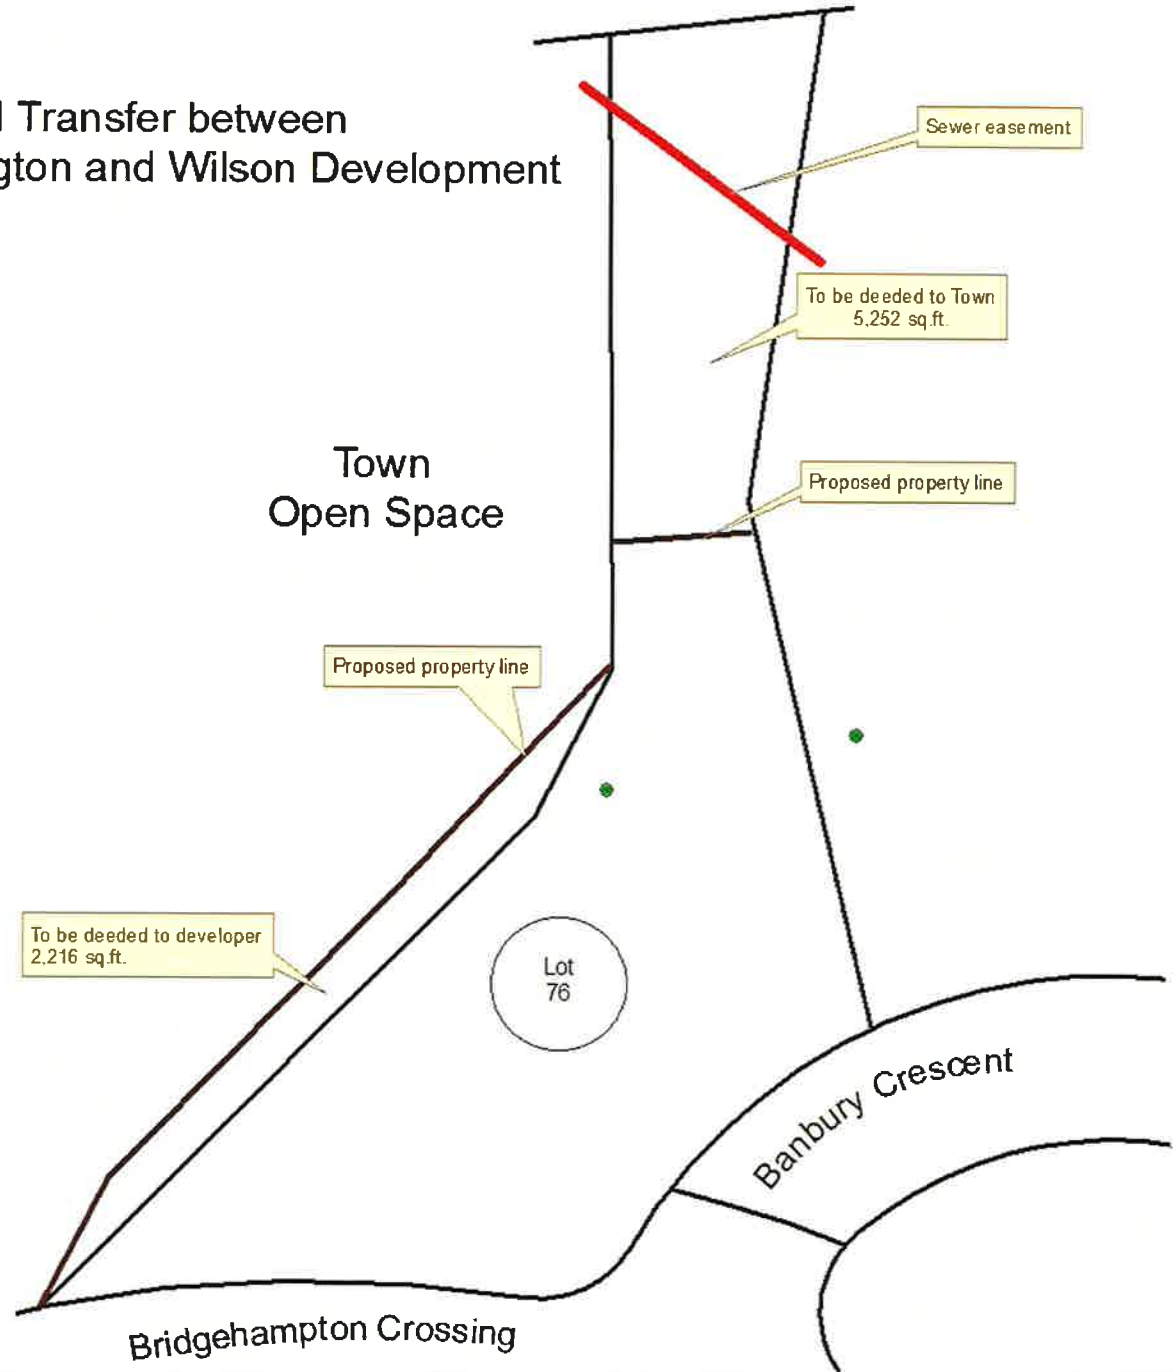 Transfer between
and Wilson Development
Sewer easement
To be deeded to Town
5,252 sq.ft.
Town
Open Space
Proposed property line
Proposed property line
To be deeded to developer
2,216 sq.ft.
Lot
76
Banbury Crescent
Bridgehampton Crossing